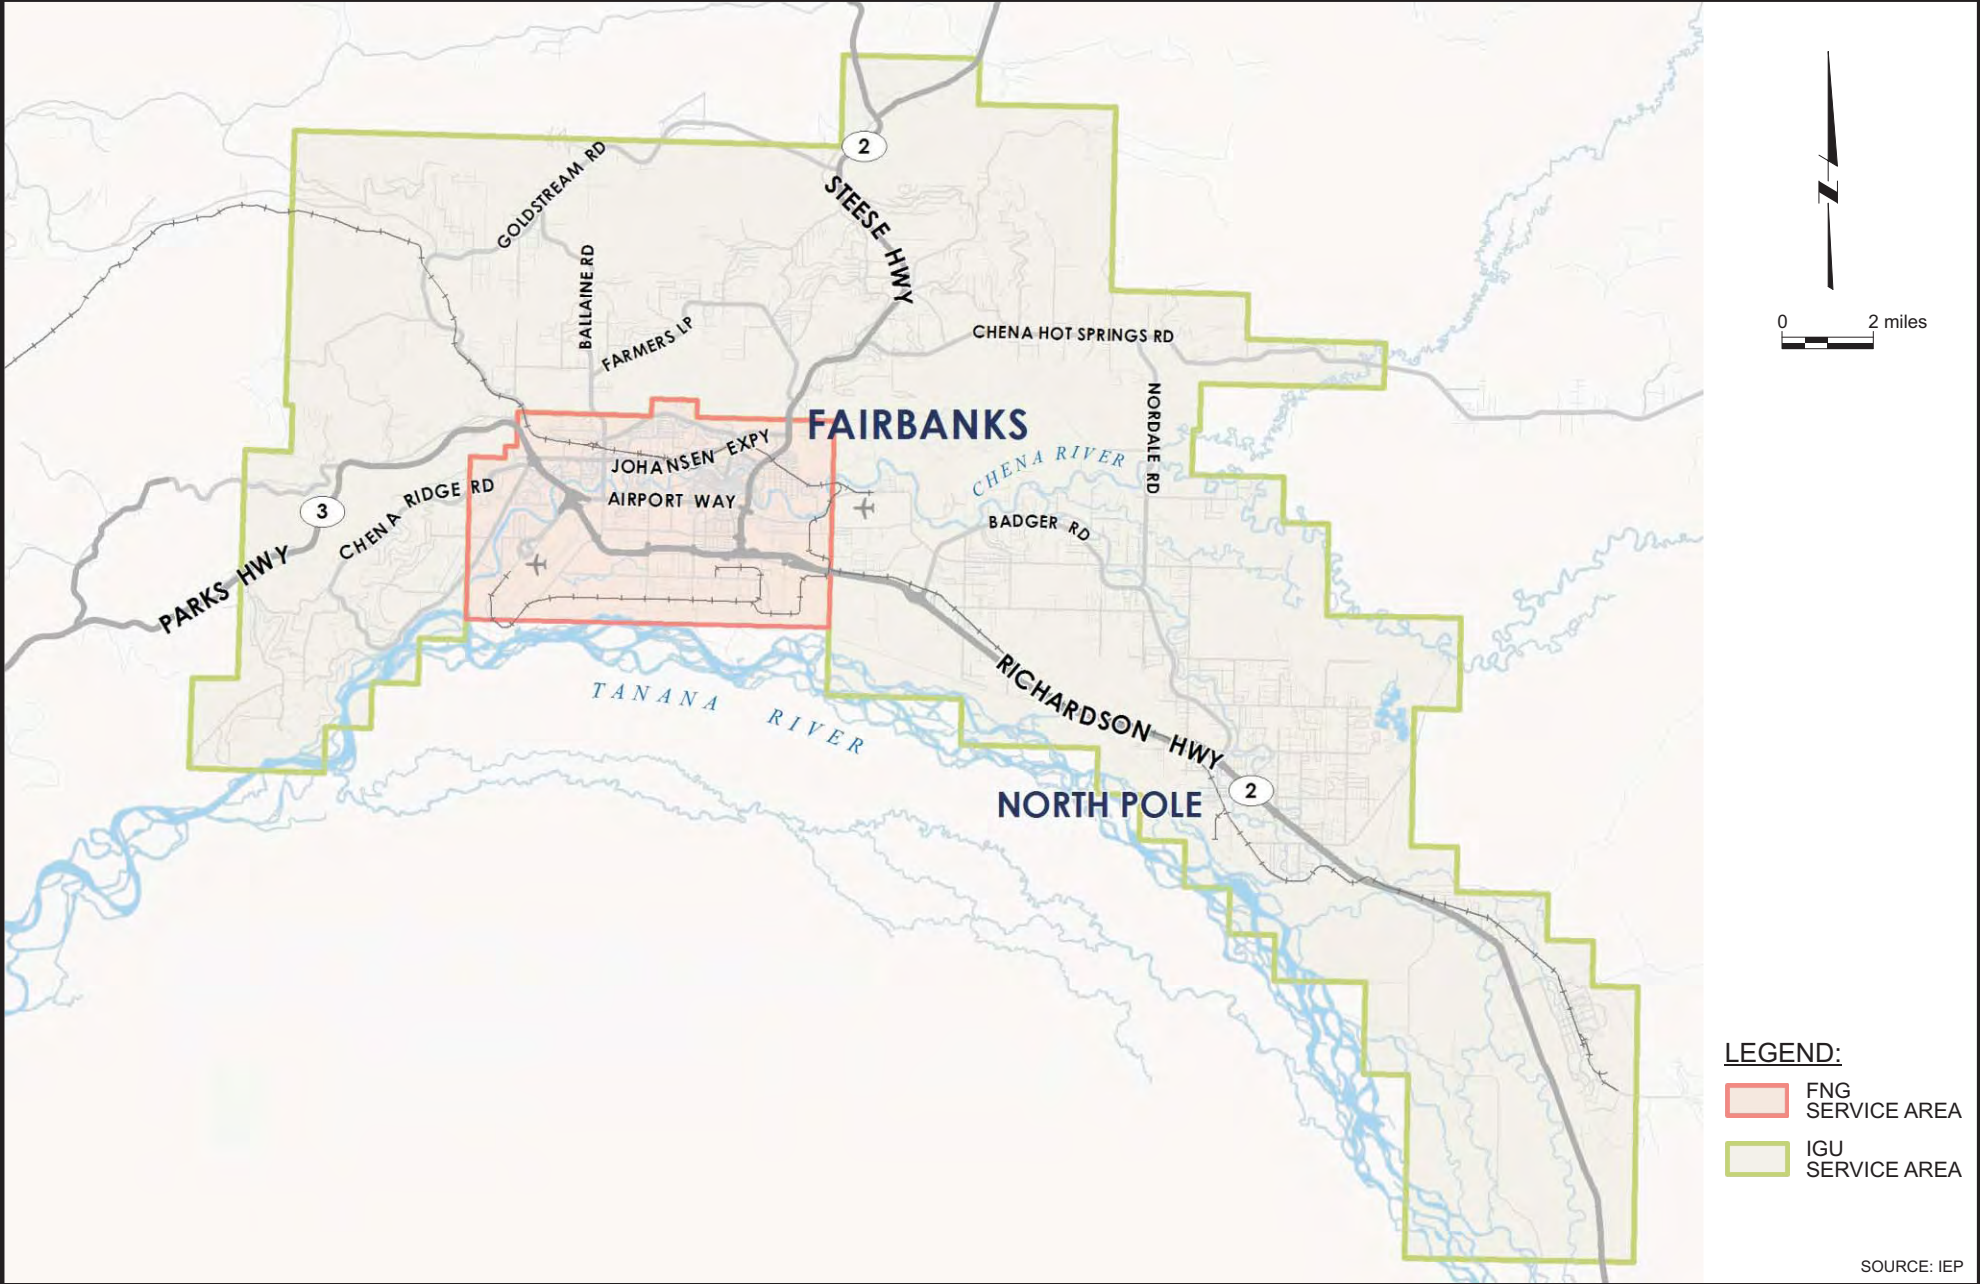 2
STEESE HWY
GOLDSTREAM RD
BALLAINE RD
FARMERS LP
CHENA HOT SPRINGS RD
NORDALE RD
FAIRBANKS
JOHANSEN EXPY
AIRPORT WAY
CHENA RIVER
BADGER RD
CHENA RIDGE RD
3
PARKS HWY
TANANA RIVER
RICHARDSON HWY
2
NORTH POLE
N
0 2 miles
LEGEND:
FNG
SERVICE AREA
IGU
SERVICE AREA
SOURCE: IEP